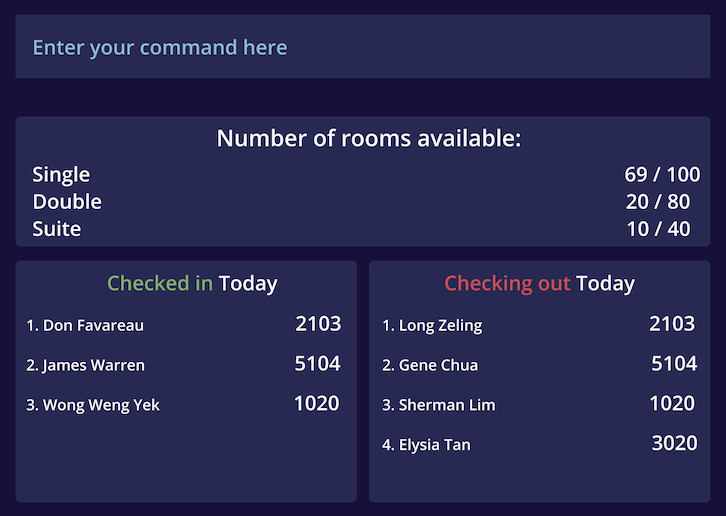 Enter your command here
Number of rooms available:
Single 69 / 100
Double 20 / 80
Suite 10 / 40
Checked in Today
1. Don Favareau 2103
2. James Warren 5104
3. Wong Weng Yek 1020
Checking out Today
1. Long Zeling 2103
2. Gene Chua 5104
3. Sherman Lim 1020
4. Elysia Tan 3020